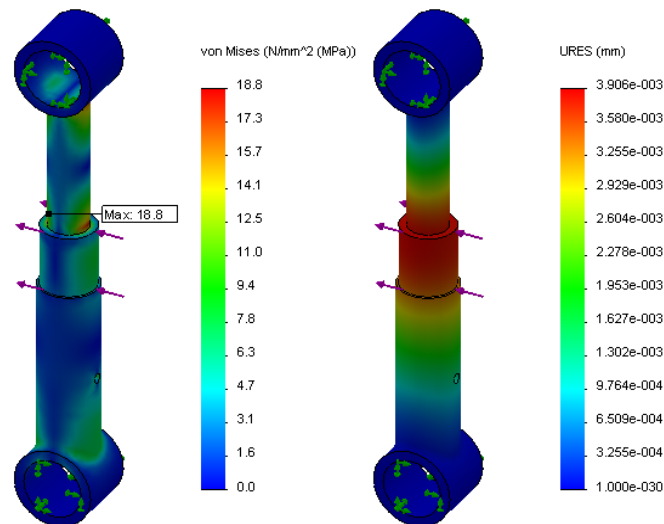 von Mises (N/mm^2 (MPa))
18.8
17.3
15.7
14.1
12.5
11.0
9.4
7.8
6.3
4.7
3.1
1.6
0.0
Max: 18.8
URES (mm)
3.906e-003
3.580e-003
3.255e-003
2.929e-003
2.604e-003
2.278e-003
1.953e-003
1.627e-003
1.302e-003
9.764e-004
6.509e-004
3.255e-004
1.000e-030